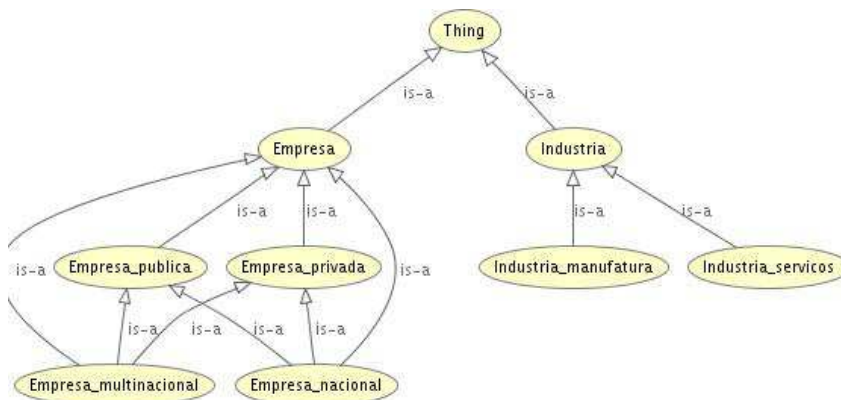 Thing
is-a
is-a
Empresa
Industria
is-a
is-a
is-a
is-a
is-a
is-a
Empresa_publica
Empresa_privada
Industria_manufatura
Industria_servicos
is-a
is-a
is-a
is-a
Empresa_multinacional
Empresa_nacional